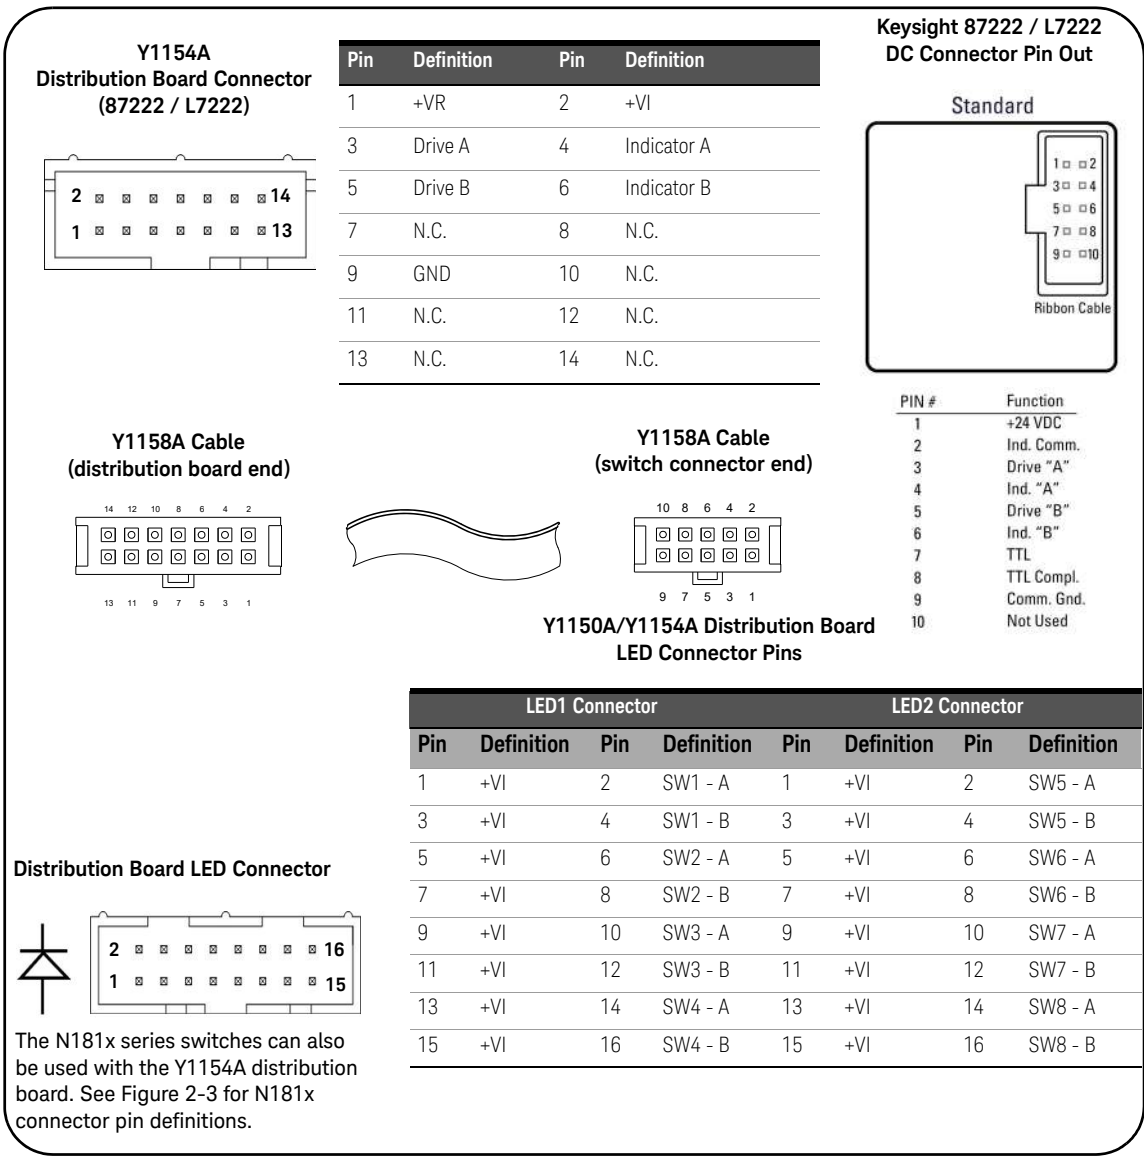 Y1154A
Distribution Board Connector
(87222 / L7222)
2 14
1 13
Pin Definition Pin Definition
1 +VR 2 +VI
3 Drive A 4 Indicator A
5 Drive B 6 Indicator B
7 N.C. 8 N.C.
9 GND 10 N.C.
11 N.C. 12 N.C.
13 N.C. 14 N.C.
Keysight 87222 / L7222
DC Connector Pin Out
Standard
1 2
3 4
5 6
7 8
9 10
Ribbon Cable
PIN # Function
1 +24 VDC
2 Ind. Comm.
3 Drive "A"
4 Ind. "A"
5 Drive "B"
6 Ind. "B"
7 TTL
8 TTL Compl.
9 Comm. Gnd.
10 Not Used
Y1158A Cable
(distribution board end)
14 12 10 8 6 4 2
13 11 9 7 5 3 1
Y1158A Cable
(switch connector end)
10 8 6 4 2
9 7 5 3 1
Y1150A/Y1154A Distribution Board
LED Connector Pins
LED1 Connector LED2 Connector
Pin Definition Pin Definition Pin Definition Pin Definition
1 +VI 2 SW1 - A 1 +VI 2 SW5 - A
3 +VI 4 SW1 - B 3 +VI 4 SW5 - B
5 +VI 6 SW2 - A 5 +VI 6 SW6 - A
7 +VI 8 SW2 - B 7 +VI 8 SW6 - B
9 +VI 10 SW3 - A 9 +VI 10 SW7 - A
11 +VI 12 SW3 - B 11 +VI 12 SW7 - B
13 +VI 14 SW4 - A 13 +VI 14 SW8 - A
15 +VI 16 SW4 - B 15 +VI 16 SW8 - B
Distribution Board LED Connector
2 16
1 15
The N181x series switches can also
be used with the Y1154A distribution
board. See Figure 2-3 for N181x
connector pin definitions.